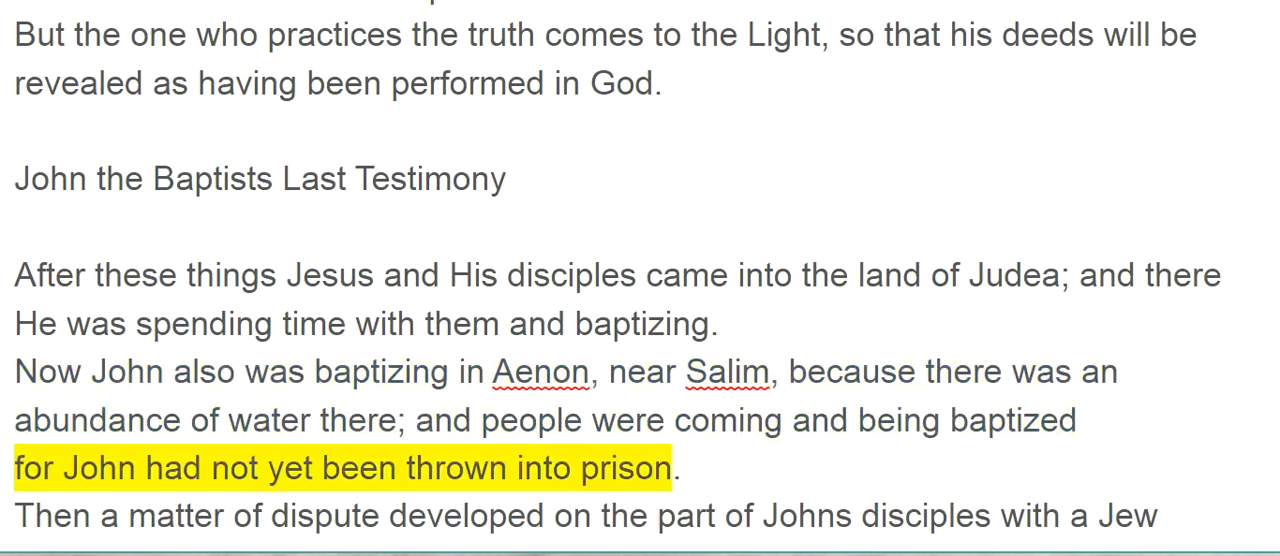 But the one who practices the truth comes to the Light, so that his deeds will be
revealed as having been performed in God.
John the Baptists Last Testimony
After these things Jesus and His disciples came into the land of Judea; and there
He was spending time with them and baptizing.
Now John also was baptizing in Aenon, near Salim, because there was an
abundance of water there; and people were coming and being baptized
for John had not yet been thrown into prison.
Then a matter of dispute developed on the part of Johns disciples with a Jew